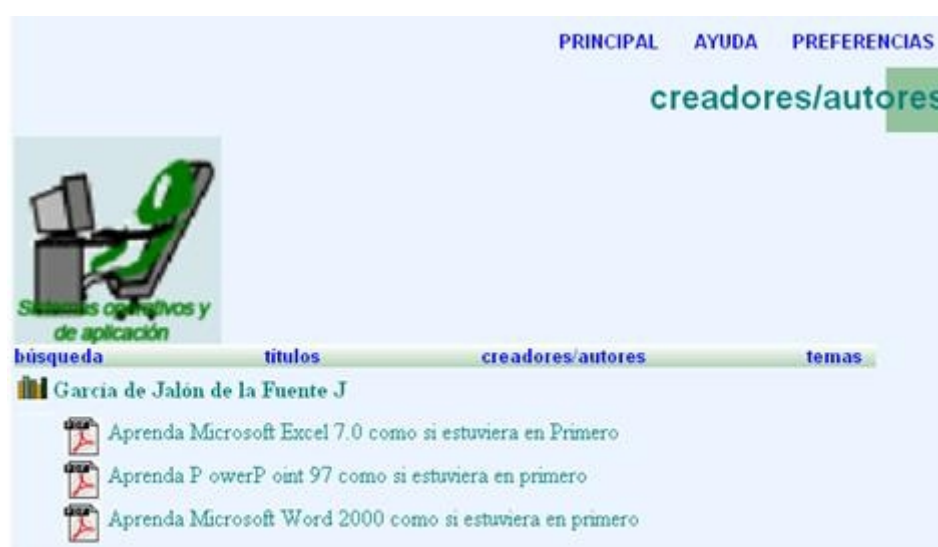 PRINCIPAL AYUDA PREFERENCIAS
creadores/autores
Sistemas operativos y
de aplicación
búsqueda títulos creadores/autores temas
García de Jalón de la Fuente J
Aprenda Microsoft Excel 7.0 como si estuviera en Primero
Aprenda P owerP oint 97 como si estuviera en primero
Aprenda Microsoft Word 2000 como si estuviera en primero